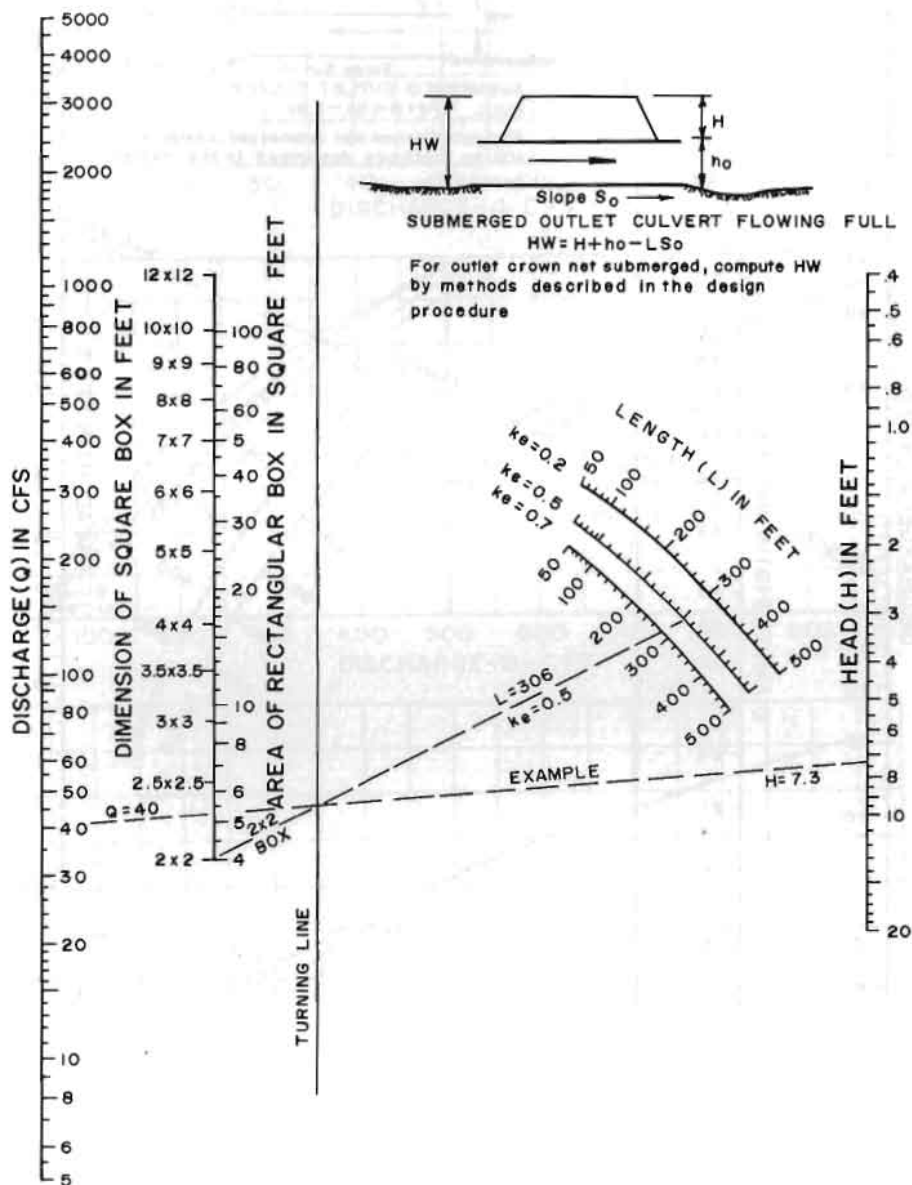 5000
4000
3000
2000
1000
800
600
500
400
300
200
100
80
60
50
40
30
20
10
8
6
5
DISCHARGE (Q) IN CFS
DIMENSION OF SQUARE BOX IN FEET
12x12
10x10
9x9
8x8
7x7
6x6
5x5
4x4
3.5x3.5
3x3
2.5x2.5
2x2
100
80
60
5
40
30
20
10
8
6
5
4
AREA OF RECTANGULAR BOX IN SQUARE FEET
TURNING LINE
HW
H
ho
Slope So
SUBMERGED OUTLET CULVERT FLOWING FULL
HW=H+ho-LSo
For outlet crown net submerged, compute HW
by methods described in the design
procedure
LENGTH (L) IN FEET
ke=0.2
ke=0.5
ke=0.7
50
100
200
300
400
500
50
100
200
300
400
500
L=306
ke=0.5
EXAMPLE
H=7.3
Q=40
2x2
BOX
.4
.5
.6
.8
1.0
2
3
4
5
6
8
10
20
HEAD (H) IN FEET